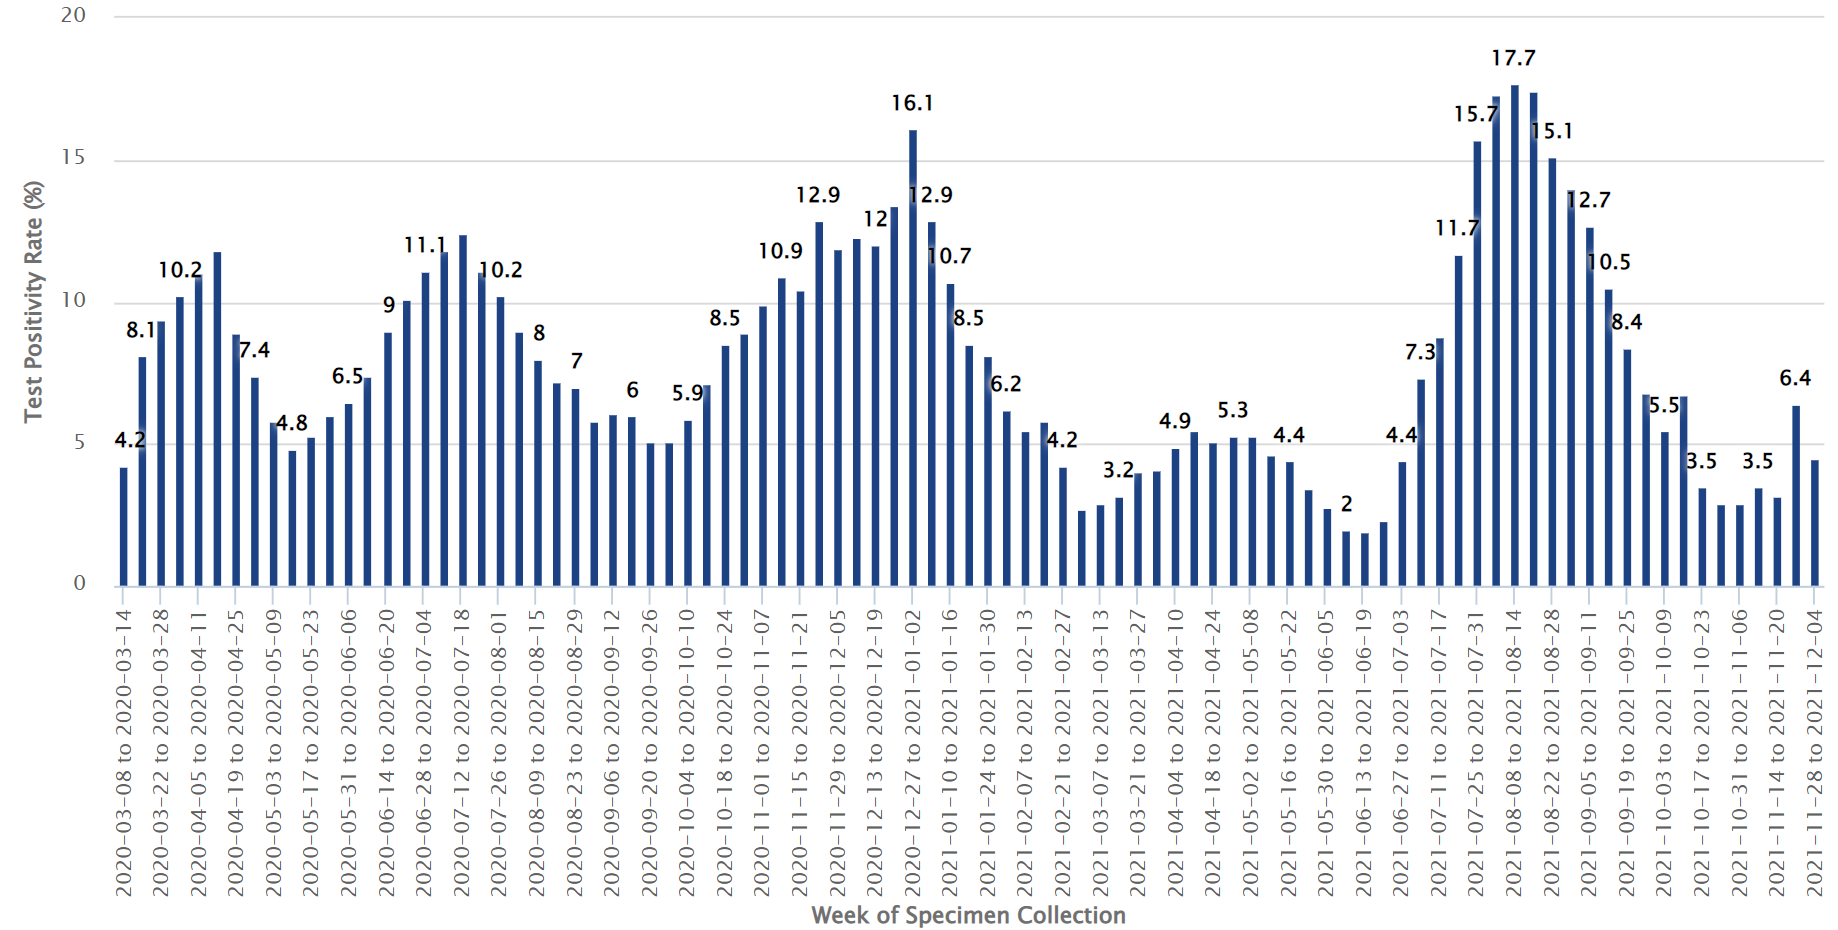 20
15
10
5
0
Test Positivity Rate (%)
4.2
8.1
10.2
7.4
4.8
6.5
9
11.1
10.2
8
7
6
5.9
8.5
10.9
12.9
12
16.1
12.9
10.7
8.5
6.2
4.2
3.2
4.9
5.3
4.4
2
4.4
7.3
11.7
15.7
17.7
15.1
12.7
10.5
8.4
5.5
3.5
3.5
6.4
2020-03-08 to 2020-03-14
2020-03-22 to 2020-03-28
2020-04-05 to 2020-04-11
2020-04-19 to 2020-04-25
2020-05-03 to 2020-05-09
2020-05-17 to 2020-05-23
2020-05-31 to 2020-06-06
2020-06-14 to 2020-06-20
2020-06-28 to 2020-07-04
2020-07-12 to 2020-07-18
2020-07-26 to 2020-08-01
2020-08-09 to 2020-08-15
2020-08-23 to 2020-08-29
2020-09-06 to 2020-09-12
2020-09-20 to 2020-09-26
2020-10-04 to 2020-10-10
2020-10-18 to 2020-10-24
2020-11-01 to 2020-11-07
2020-11-15 to 2020-11-21
2020-11-29 to 2020-12-05
2020-12-13 to 2020-12-19
2020-12-27 to 2021-01-02
2021-01-10 to 2021-01-16
2021-01-24 to 2021-01-30
2021-02-07 to 2021-02-13
2021-02-21 to 2021-02-27
2021-03-07 to 2021-03-13
2021-03-21 to 2021-03-27
2021-04-04 to 2021-04-10
2021-04-18 to 2021-04-24
2021-05-02 to 2021-05-08
2021-05-16 to 2021-05-22
2021-05-30 to 2021-06-05
2021-06-13 to 2021-06-19
2021-06-27 to 2021-07-03
2021-07-11 to 2021-07-17
2021-07-25 to 2021-07-31
2021-08-08 to 2021-08-14
2021-08-22 to 2021-08-28
2021-09-05 to 2021-09-11
2021-09-19 to 2021-09-25
2021-10-03 to 2021-10-09
2021-10-17 to 2021-10-23
2021-10-31 to 2021-11-06
2021-11-14 to 2021-11-20
2021-11-28 to 2021-12-04
Week of Specimen Collection